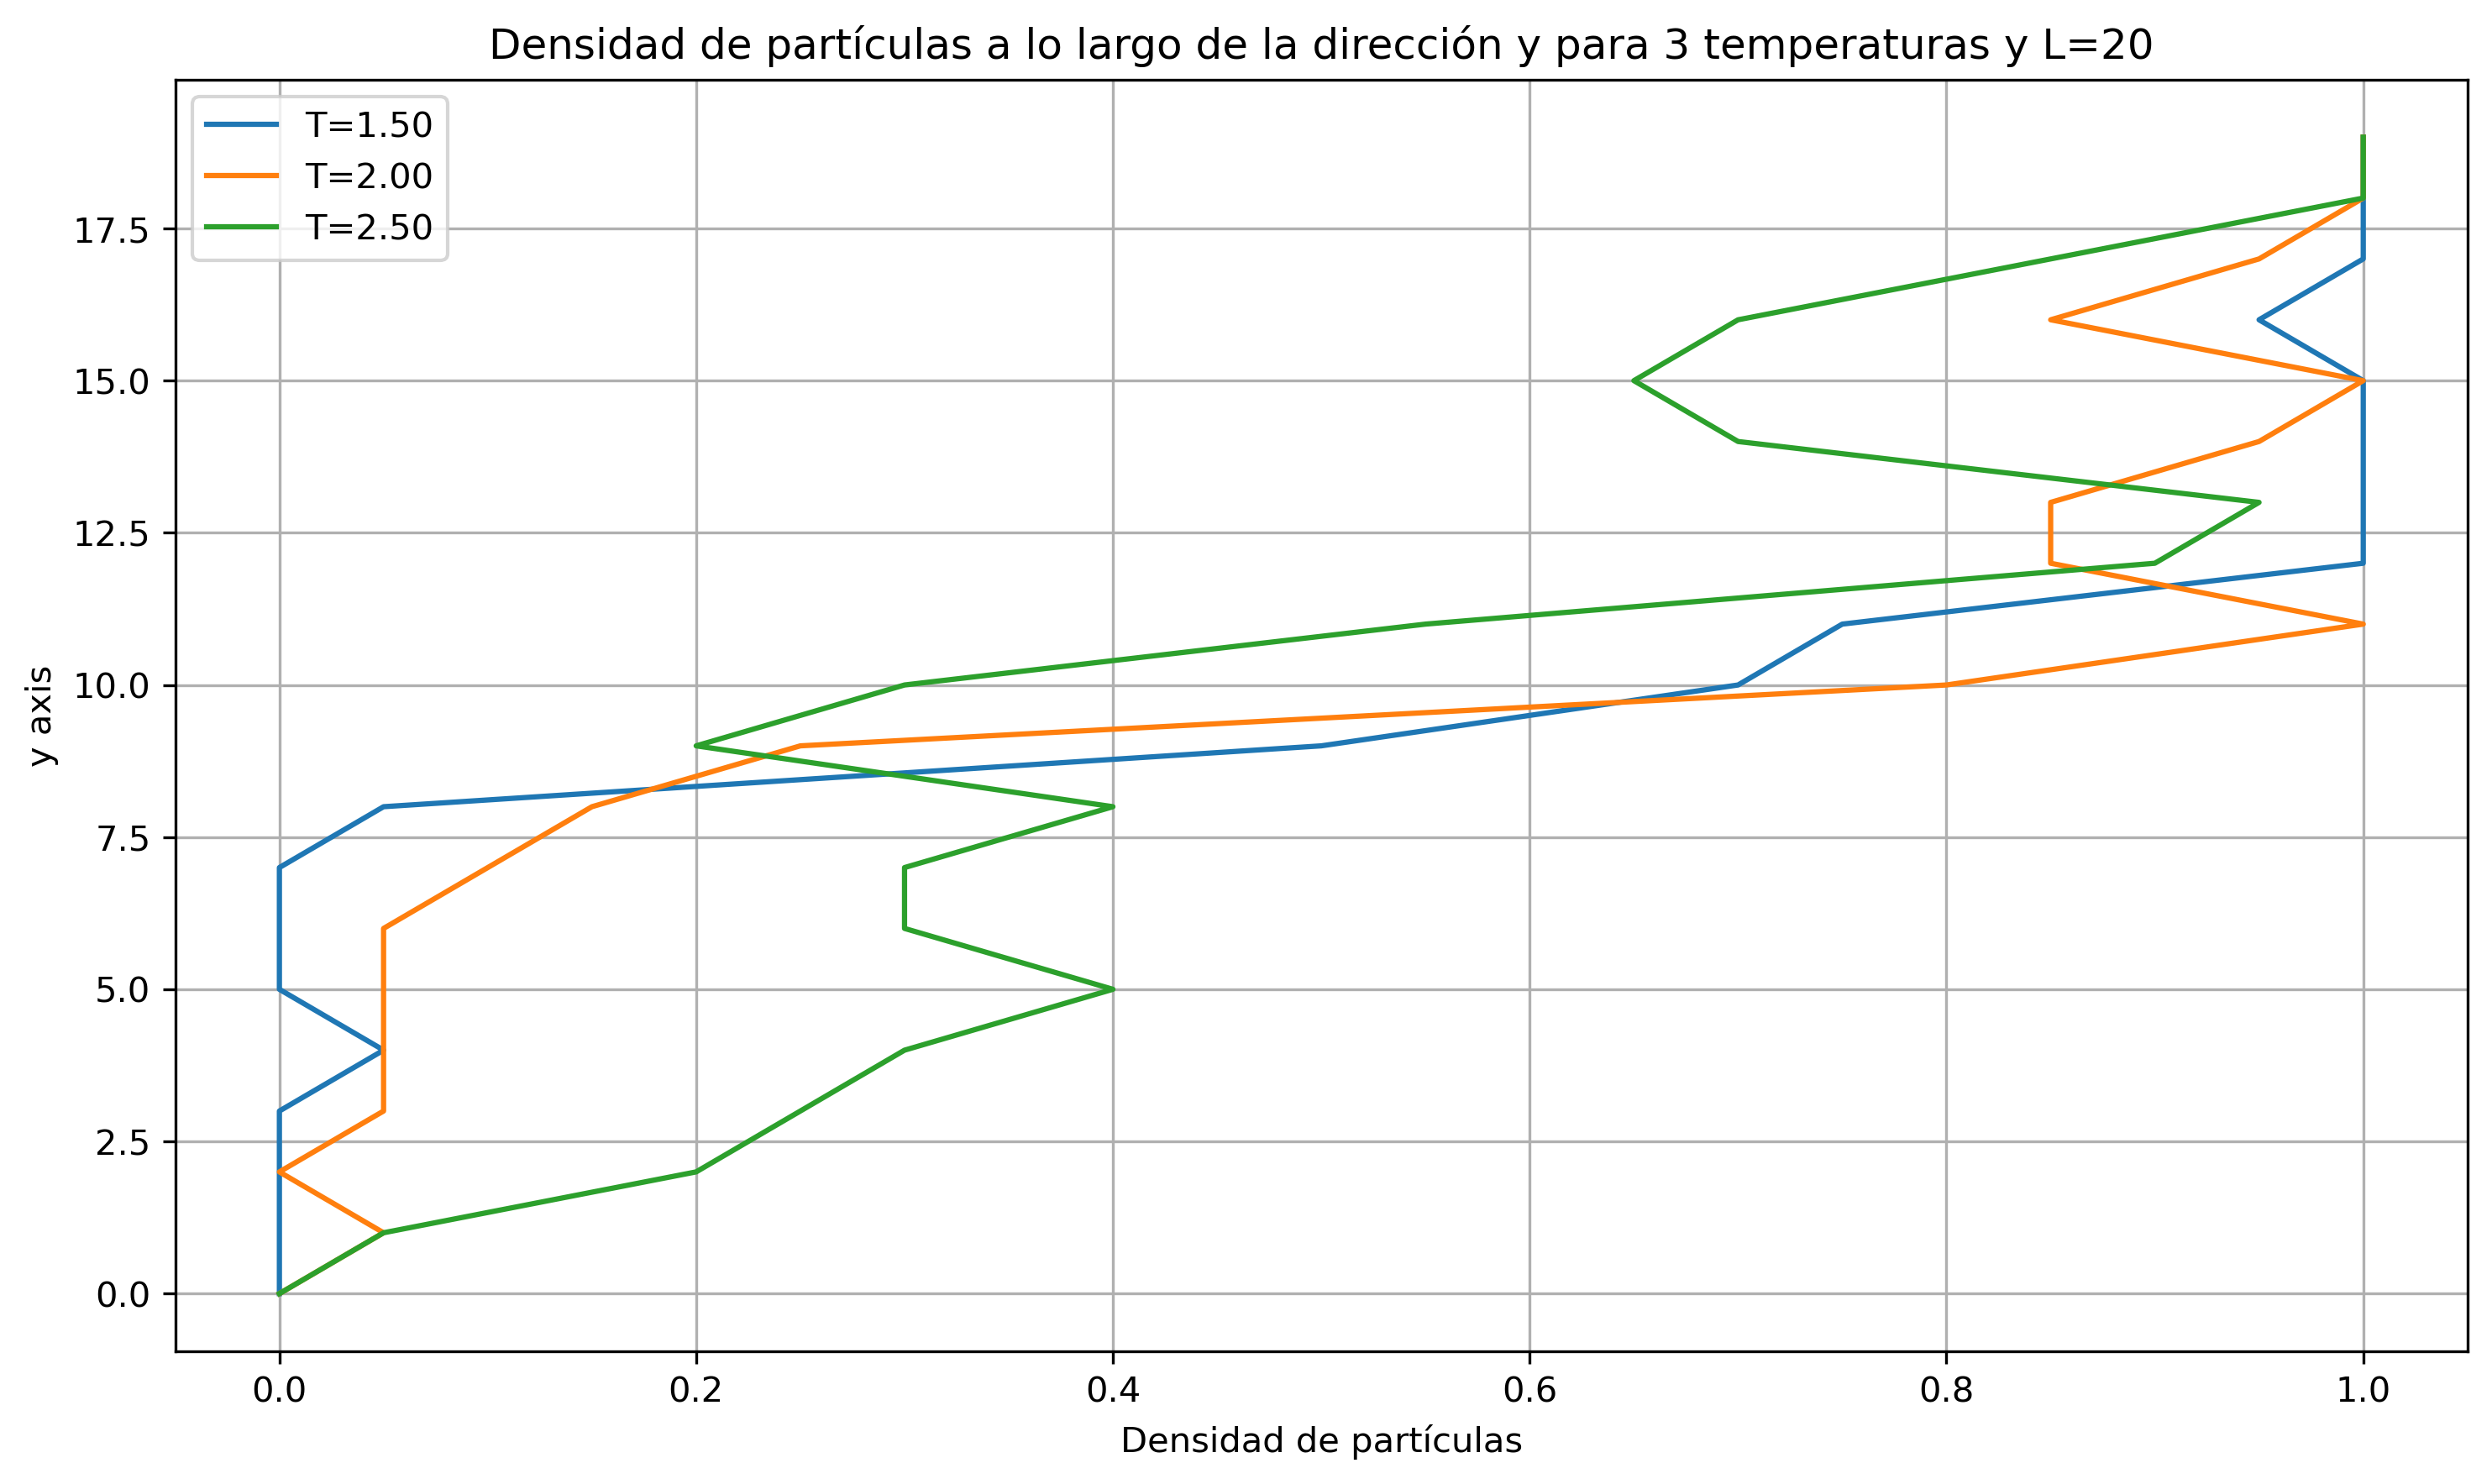 Densidad de partículas a lo largo de la dirección y para 3 temperaturas y L=20
T=1.50
T=2.00
T=2.50
17.5
15.0
12.5
10.0
7.5
5.0
2.5
0.0
y axis
0.0 0.2 0.4 0.6 0.8 1.0
Densidad de partículas